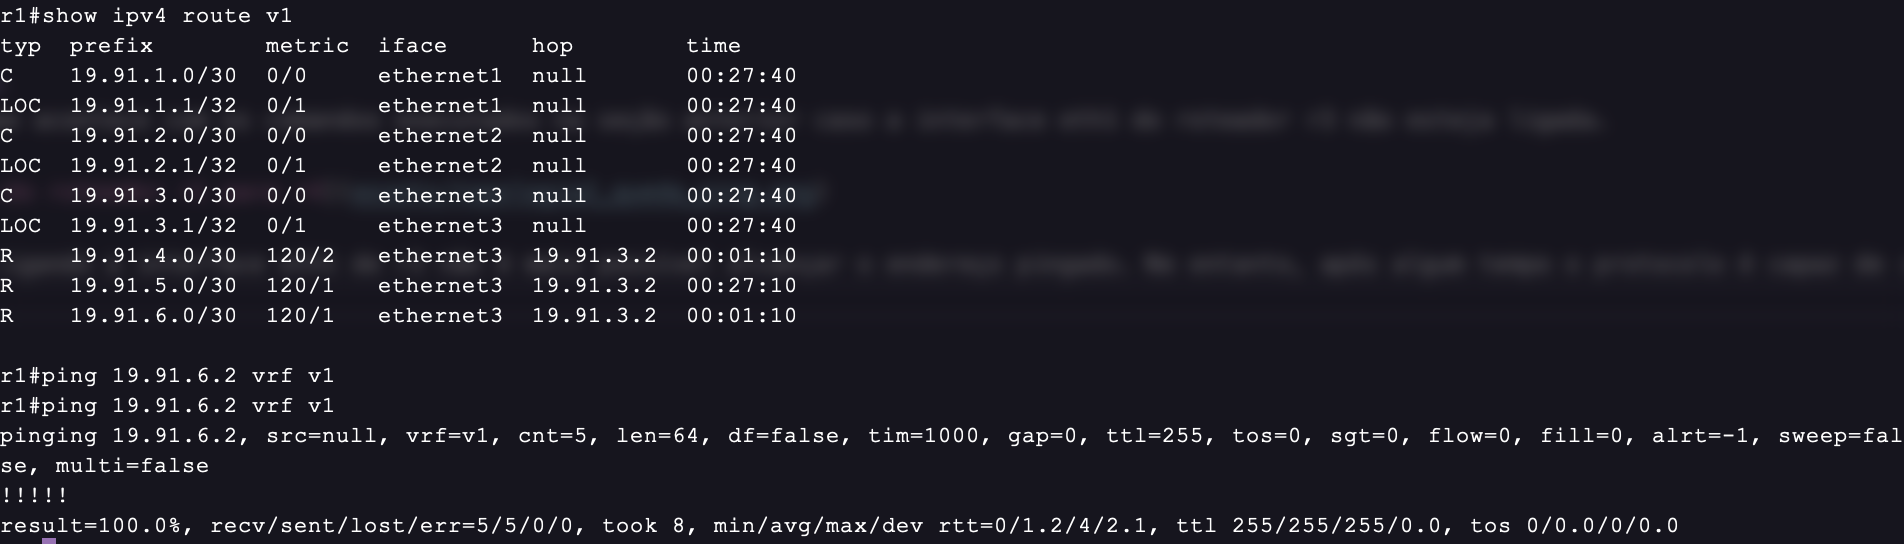 r1#show ipv4 route v1
typ  prefix        metric  iface      hop        time
C    19.91.1.0/30  0/0     ethernet1  null       00:27:40
LOC  19.91.1.1/32  0/1     ethernet1  null       00:27:40
C    19.91.2.0/30  0/0     ethernet2  null       00:27:40
LOC  19.91.2.1/32  0/1     ethernet2  null       00:27:40
C    19.91.3.0/30  0/0     ethernet3  null       00:27:40
LOC  19.91.3.1/32  0/1     ethernet3  null       00:27:40
R    19.91.4.0/30  120/2   ethernet3  19.91.3.2  00:01:10
R    19.91.5.0/30  120/1   ethernet3  19.91.3.2  00:27:10
R    19.91.6.0/30  120/1   ethernet3  19.91.3.2  00:01:10
r1#ping 19.91.6.2 vrf v1
r1#ping 19.91.6.2 vrf v1
pinging 19.91.6.2, src=null, vrf=v1, cnt=5, len=64, df=false, tim=1000, gap=0, ttl=255, tos=0, sgt=0, flow=0, fill=0, alrt=-1, sweep=fal
se, multi=false
!!!!!
result=100.0%, recv/sent/lost/err=5/5/0/0, took 8, min/avg/max/dev rtt=0/1.2/4/2.1, ttl 255/255/255/0.0, tos 0/0.0/0/0.0